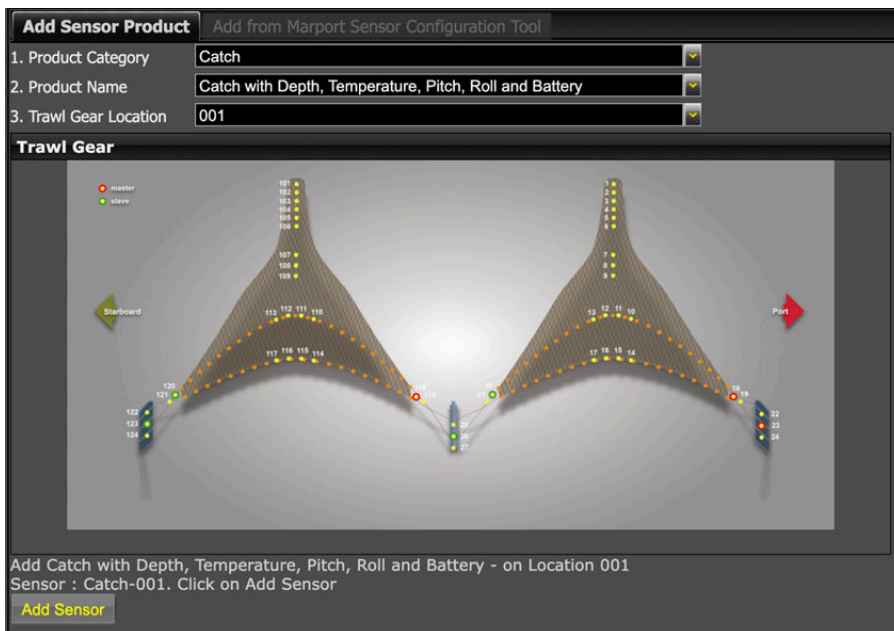 Add Sensor Product Add from Marport Sensor Configuration Tool
1. Product Category Catch
2. Product Name Catch with Depth, Temperature, Pitch, Roll and Battery
3. Trawl Gear Location 001
Trawl Gear
master
slave
101 1
102 2
103 3
104 4
105 5
106 6
107 7
108 8
109 9
Starboard Port
113 112 111 110 13 12 11 10
117 116 115 114 17 16 15 14
120 18
121 119 21 19
122 22
123 26 23
124 27 24
Add Catch with Depth, Temperature, Pitch, Roll and Battery - on Location 001
Sensor : Catch-001. Click on Add Sensor
Add Sensor